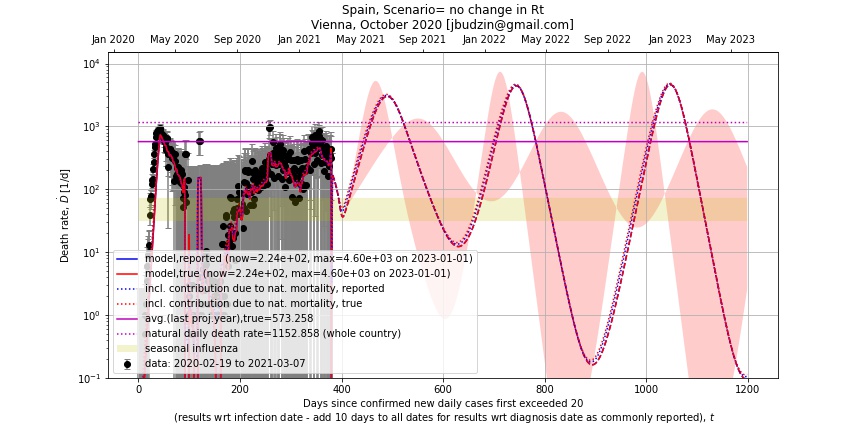 Spain, Scenario= no change in Rt
Vienna, October 2020 [jbudzin@gmail.com]
Jan 2020 May 2020 Sep 2020 Jan 2021 May 2021 Sep 2021 Jan 2022 May 2022 Sep 2022 Jan 2023 May 2023
Death rate, D [1/d]
10⁴
10³
10²
10¹
10⁰
10⁻¹
model,reported (now=2.24e+02, max=4.60e+03 on 2023-01-01)
model,true (now=2.24e+02, max=4.60e+03 on 2023-01-01)
incl. contribution due to nat. mortality, reported
incl. contribution due to nat. mortality, true
avg.(last proj.year),true=573.258
natural daily death rate=1152.858 (whole country)
seasonal influenza
data: 2020-02-19 to 2021-03-07
0 200 400 600 800 1000 1200
Days since confirmed new daily cases first exceeded 20
(results wrt infection date - add 10 days to all dates for results wrt diagnosis date as commonly reported), t